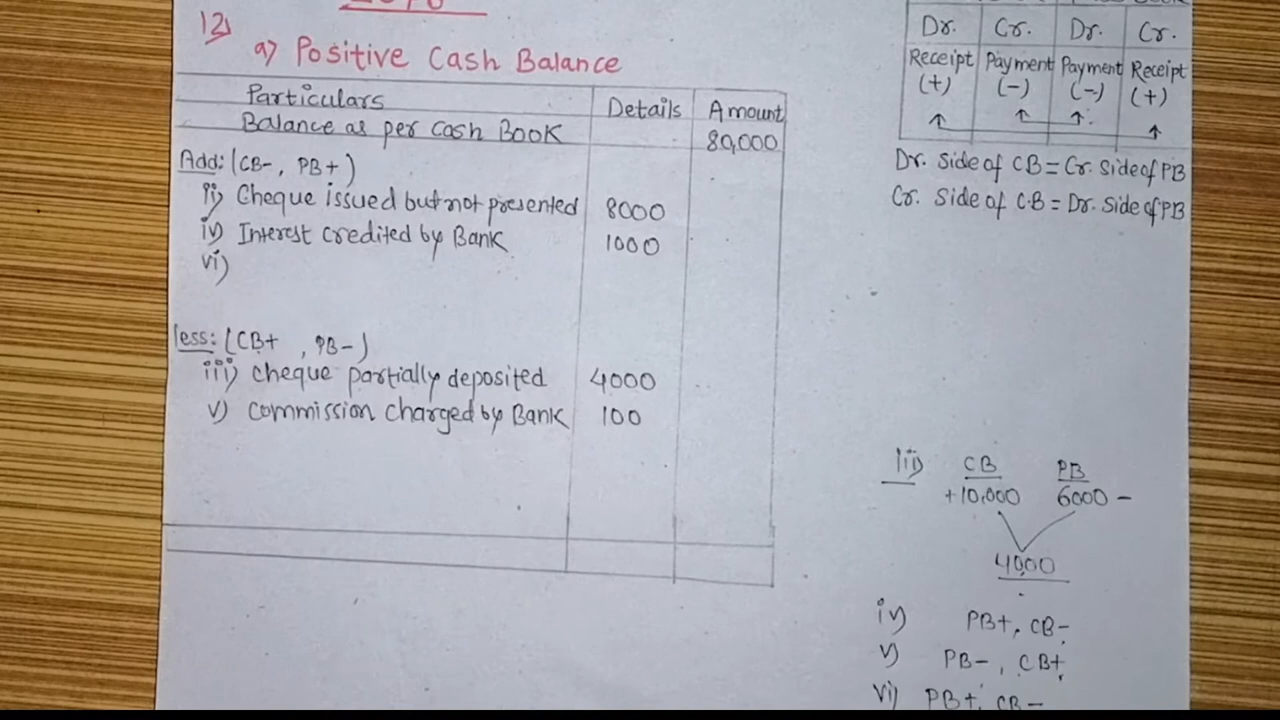 12)
a) Positive Cash Balance
Particulars Details Amount
Balance as per Cash Book 80,000
Add: (CB-, PB+)
ii) Cheque issued but not presented 8000
iv) Interest credited by Bank 1000
vi)
less: (CB+ , PB-)
iii) cheque partially deposited 4000
v) commission charged by Bank 100
Dr. Cr. Dr. Cr.
Receipt Payment Payment Receipt
(+) (-) (-) (+)
Dr. Side of CB = Cr. Side of PB
Cr. Side of C.B = Dr. Side of PB
iii) CB PB
+10,000 6000 -
4000
iv) PB+, CB-
v) PB-, CB+
vi) PB+, CB-